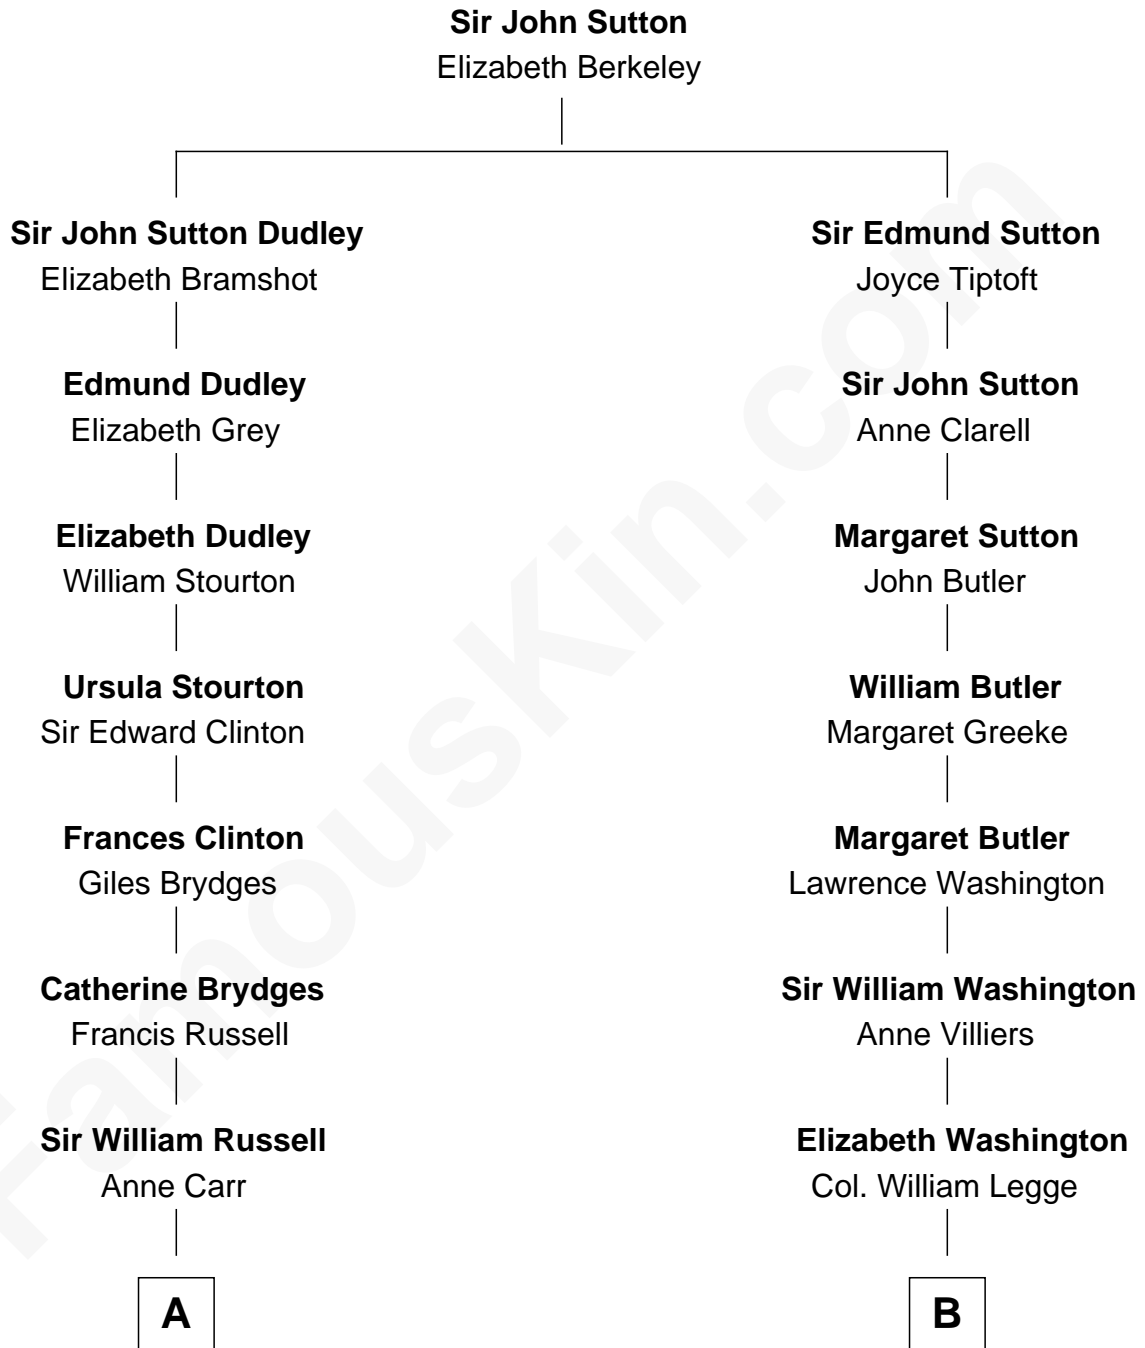 Sir John Sutton
Elizabeth Berkeley
Sir John Sutton Dudley
Elizabeth Bramshot
Edmund Dudley
Elizabeth Grey
Elizabeth Dudley
William Stourton
Ursula Stourton
Sir Edward Clinton
Frances Clinton
Giles Brydges
Catherine Brydges
Francis Russell
Sir William Russell
Anne Carr
A
Sir Edmund Sutton
Joyce Tiptoft
Sir John Sutton
Anne Clarell
Margaret Sutton
John Butler
William Butler
Margaret Greeke
Margaret Butler
Lawrence Washington
Sir William Washington
Anne Villiers
Elizabeth Washington
Col. William Legge
B
FamousKin.com